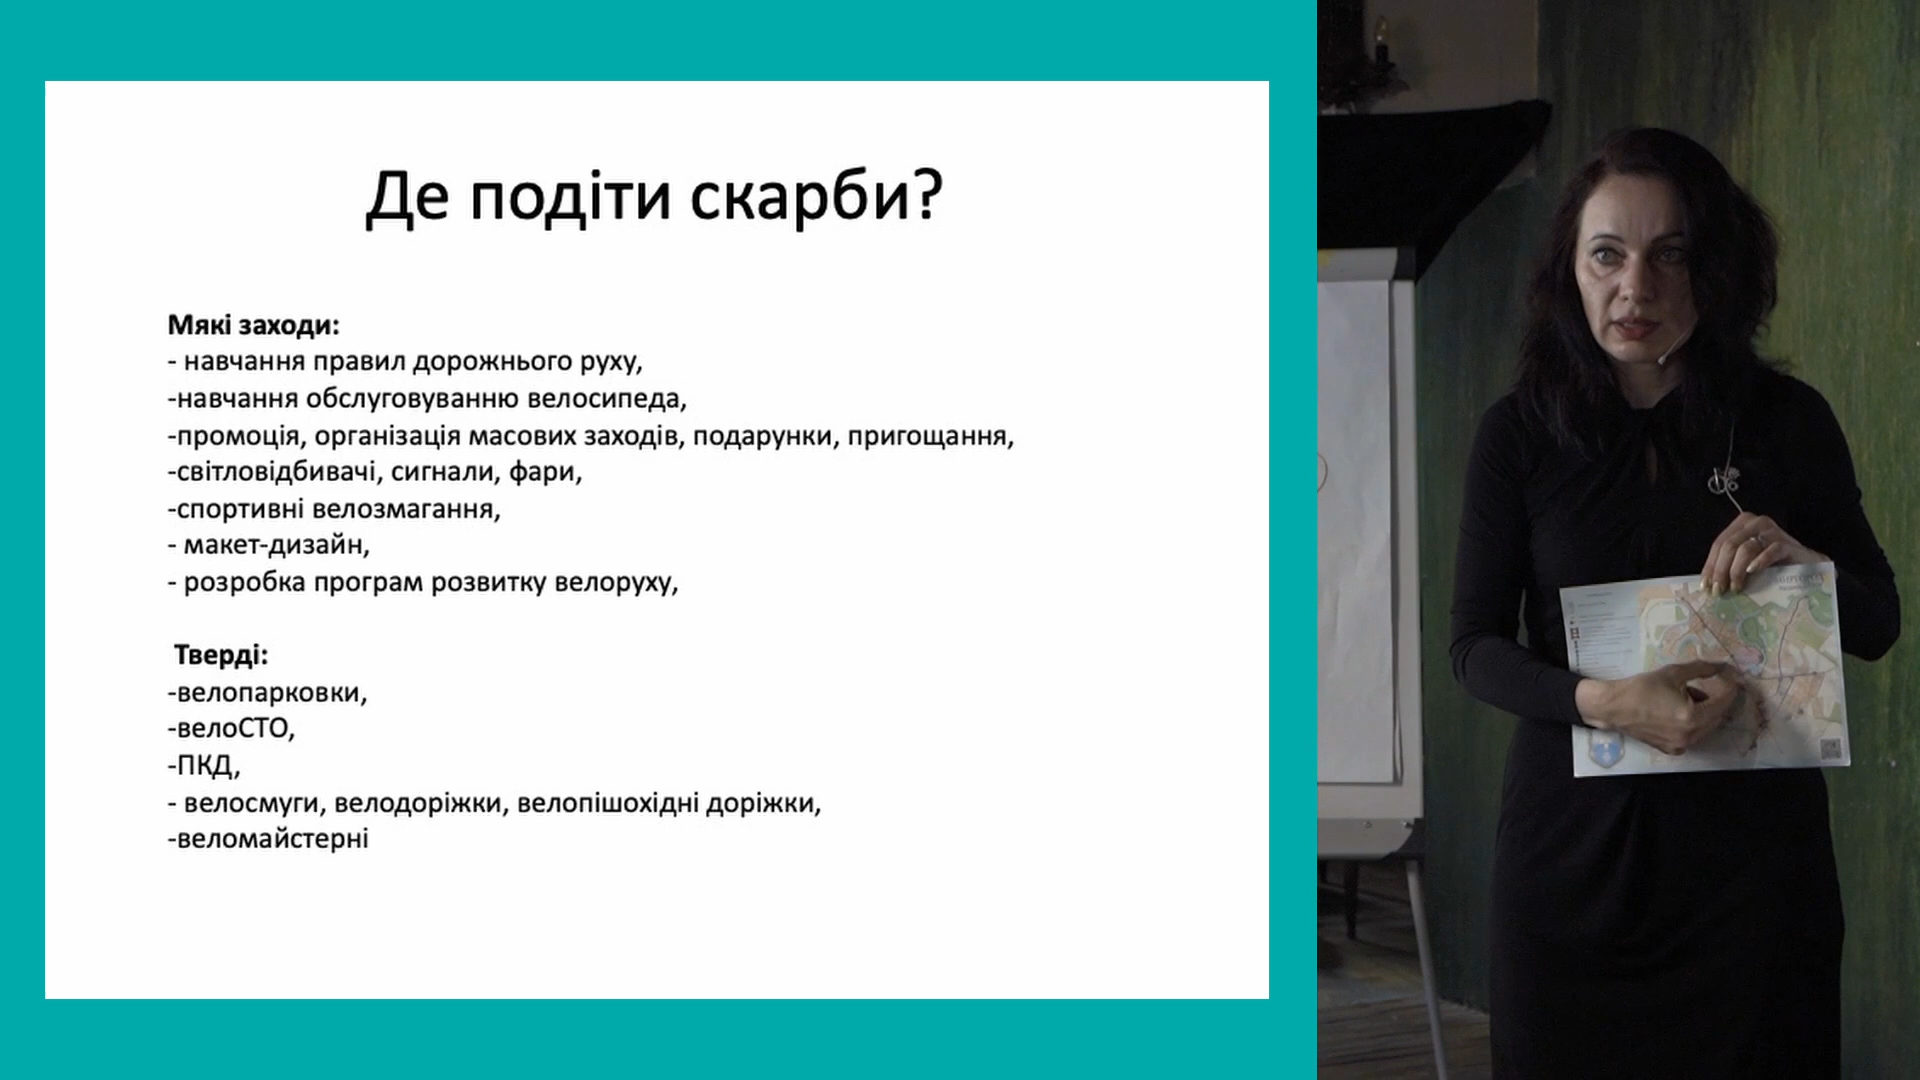 Де подіти скарби?
Мякі заходи:
- навчання правил дорожнього руху,
-навчання обслуговуванню велосипеда,
-промоція, організація масових заходів, подарунки, пригощання,
-світловідбивачі, сигнали, фари,
-спортивні велозмагання,
- макет-дизайн,
- розробка програм розвитку велоруху,
Тверді:
-велопарковки,
-велоСТО,
-ПКД,
- велосмуги, велодоріжки, велопішохідні доріжки,
-веломайстерні